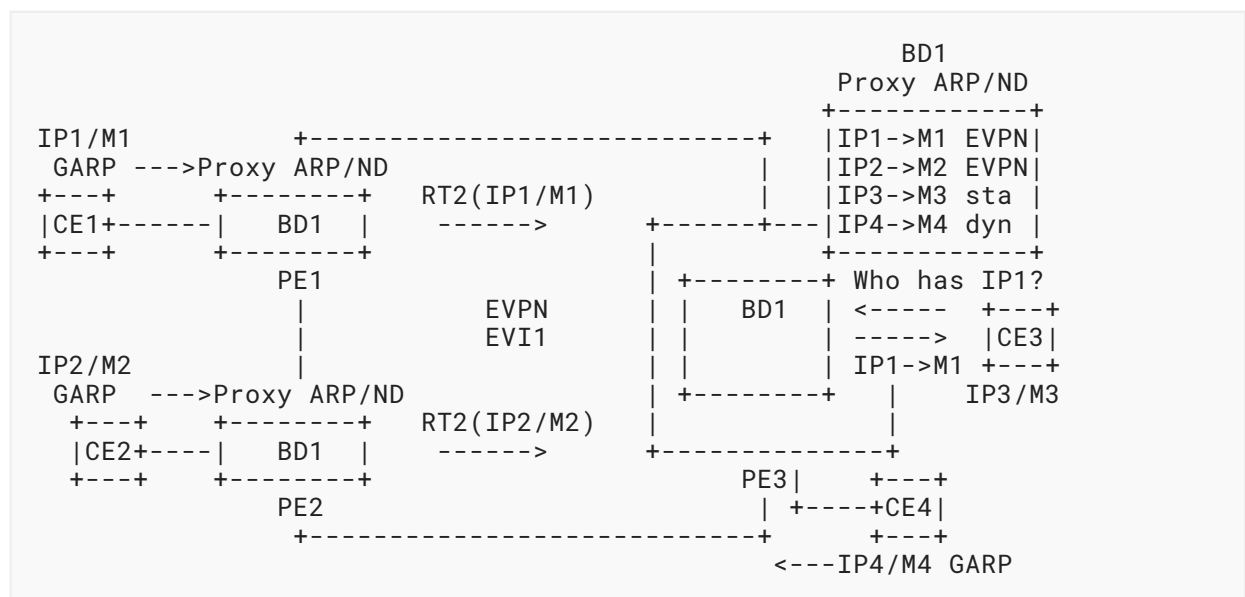 BD1
Proxy ARP/ND
+------------+
IP1/M1 +----------------------------+ |IP1->M1 EVPN|
GARP --->Proxy ARP/ND | |IP2->M2 EVPN|
+---+ +--------+ RT2(IP1/M1) | |IP3->M3 sta |
|CE1+------| BD1 | ------> +------+---|IP4->M4 dyn |
+---+ +--------+ | +------------+
PE1 | +--------+ Who has IP1?
| EVPN | | BD1 | <----- +---+
| EVI1 | | | -----> |CE3|
IP2/M2 | | | | IP1->M1 +---+
GARP --->Proxy ARP/ND | +--------+ | IP3/M3
+---+ +--------+ RT2(IP2/M2) | |
|CE2+----| BD1 | ------> +--------------+
+---+ +--------+ PE3| +---+
PE2 | +----+CE4|
+----------------------------+ +---+
<---IP4/M4 GARP